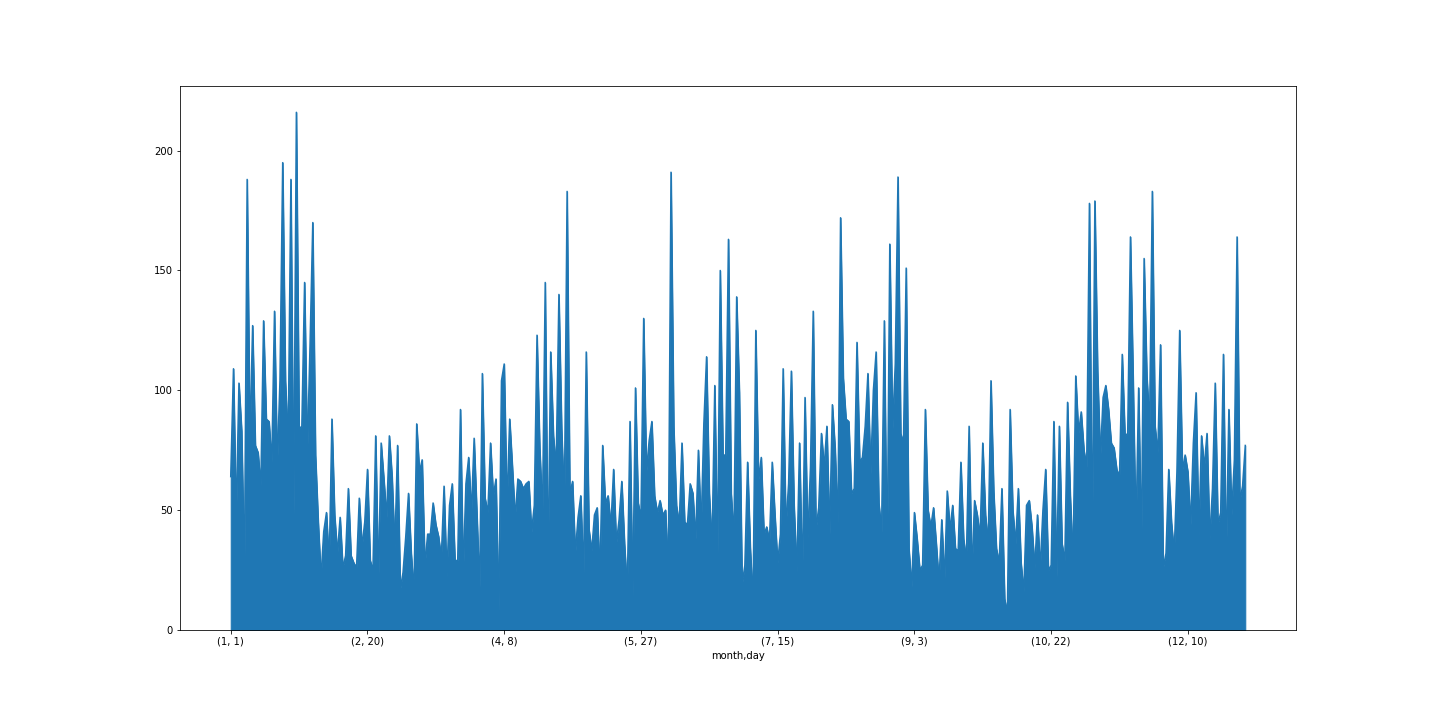 200
150
100
50
0
(1, 1) (2, 20) (4, 8) (5, 27) (7, 15) (9, 3) (10, 22) (12, 10)
month,day